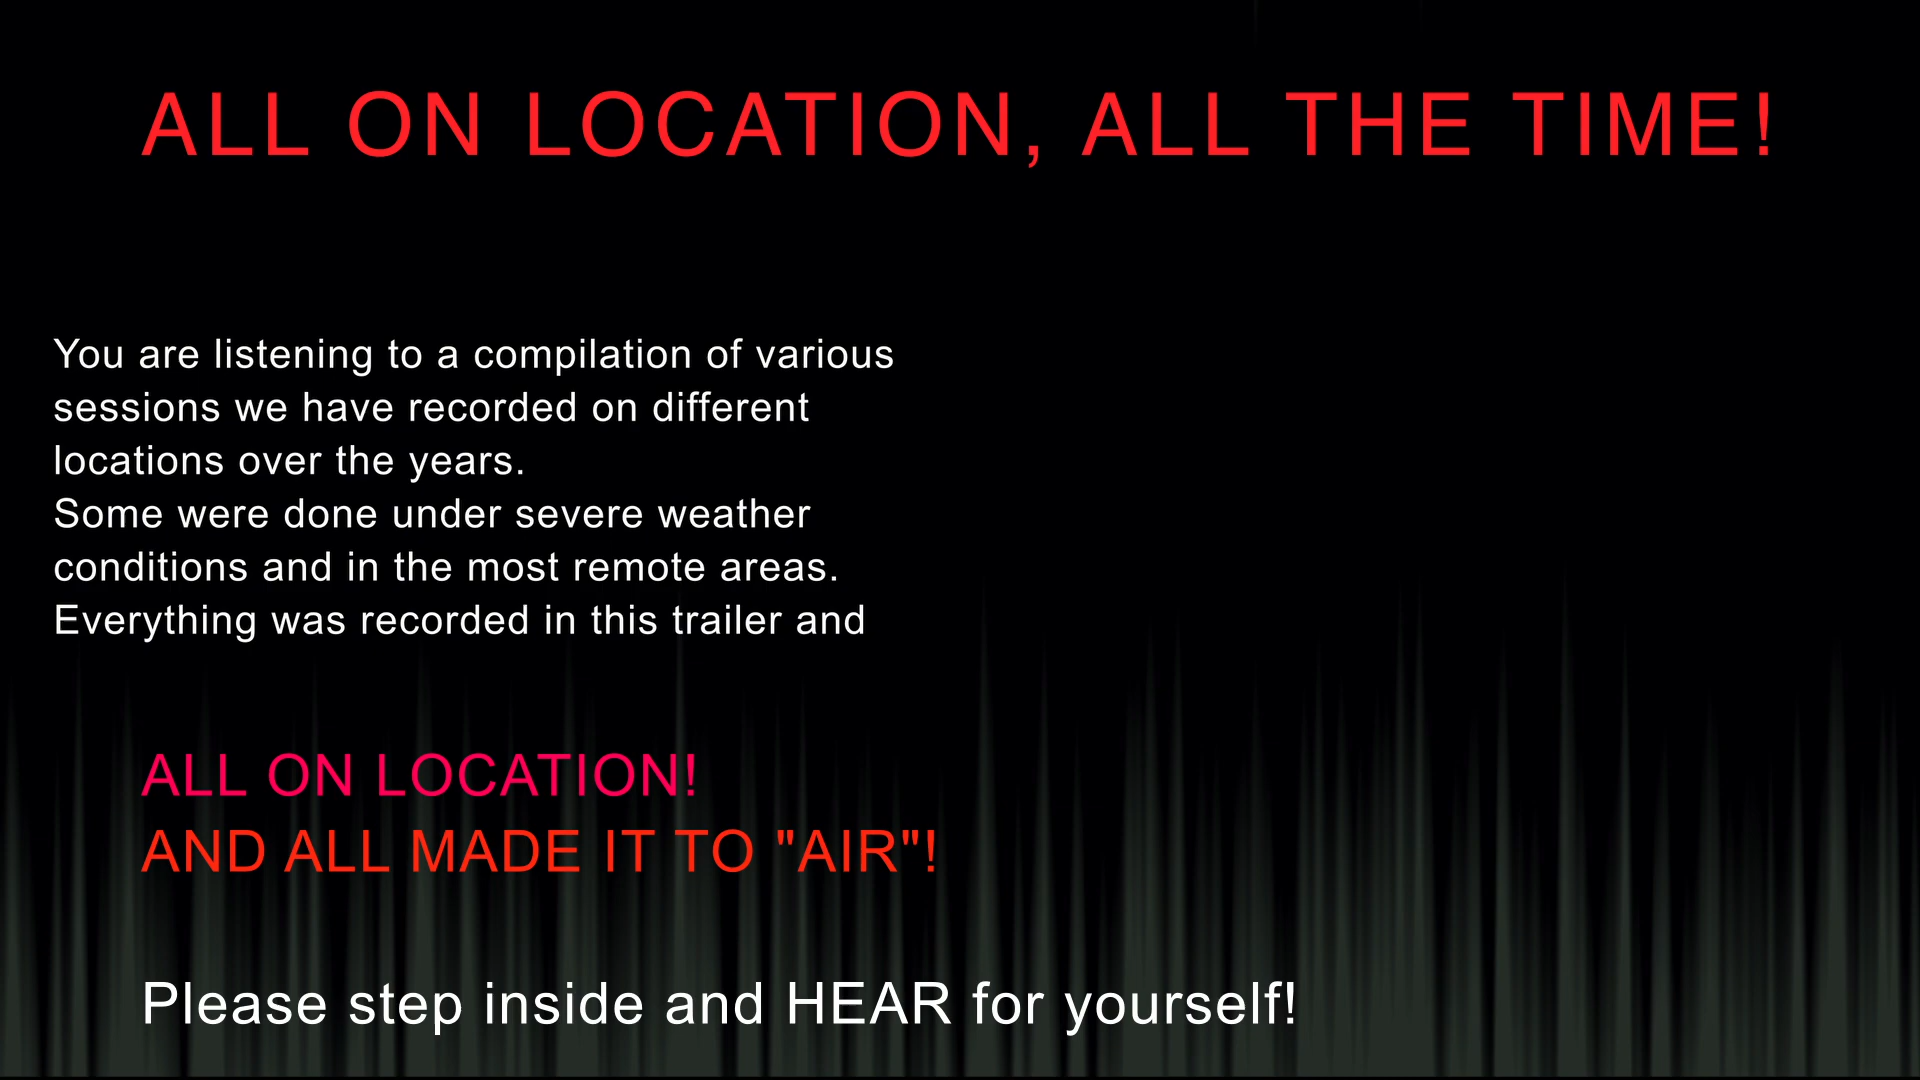 ALL ON LOCATION, ALL THE TIME!
You are listening to a compilation of various
sessions we have recorded on different
locations over the years.
Some were done under severe weather
conditions and in the most remote areas.
Everything was recorded in this trailer and
ALL ON LOCATION!
AND ALL MADE IT TO "AIR"!
Please step inside and HEAR for yourself!